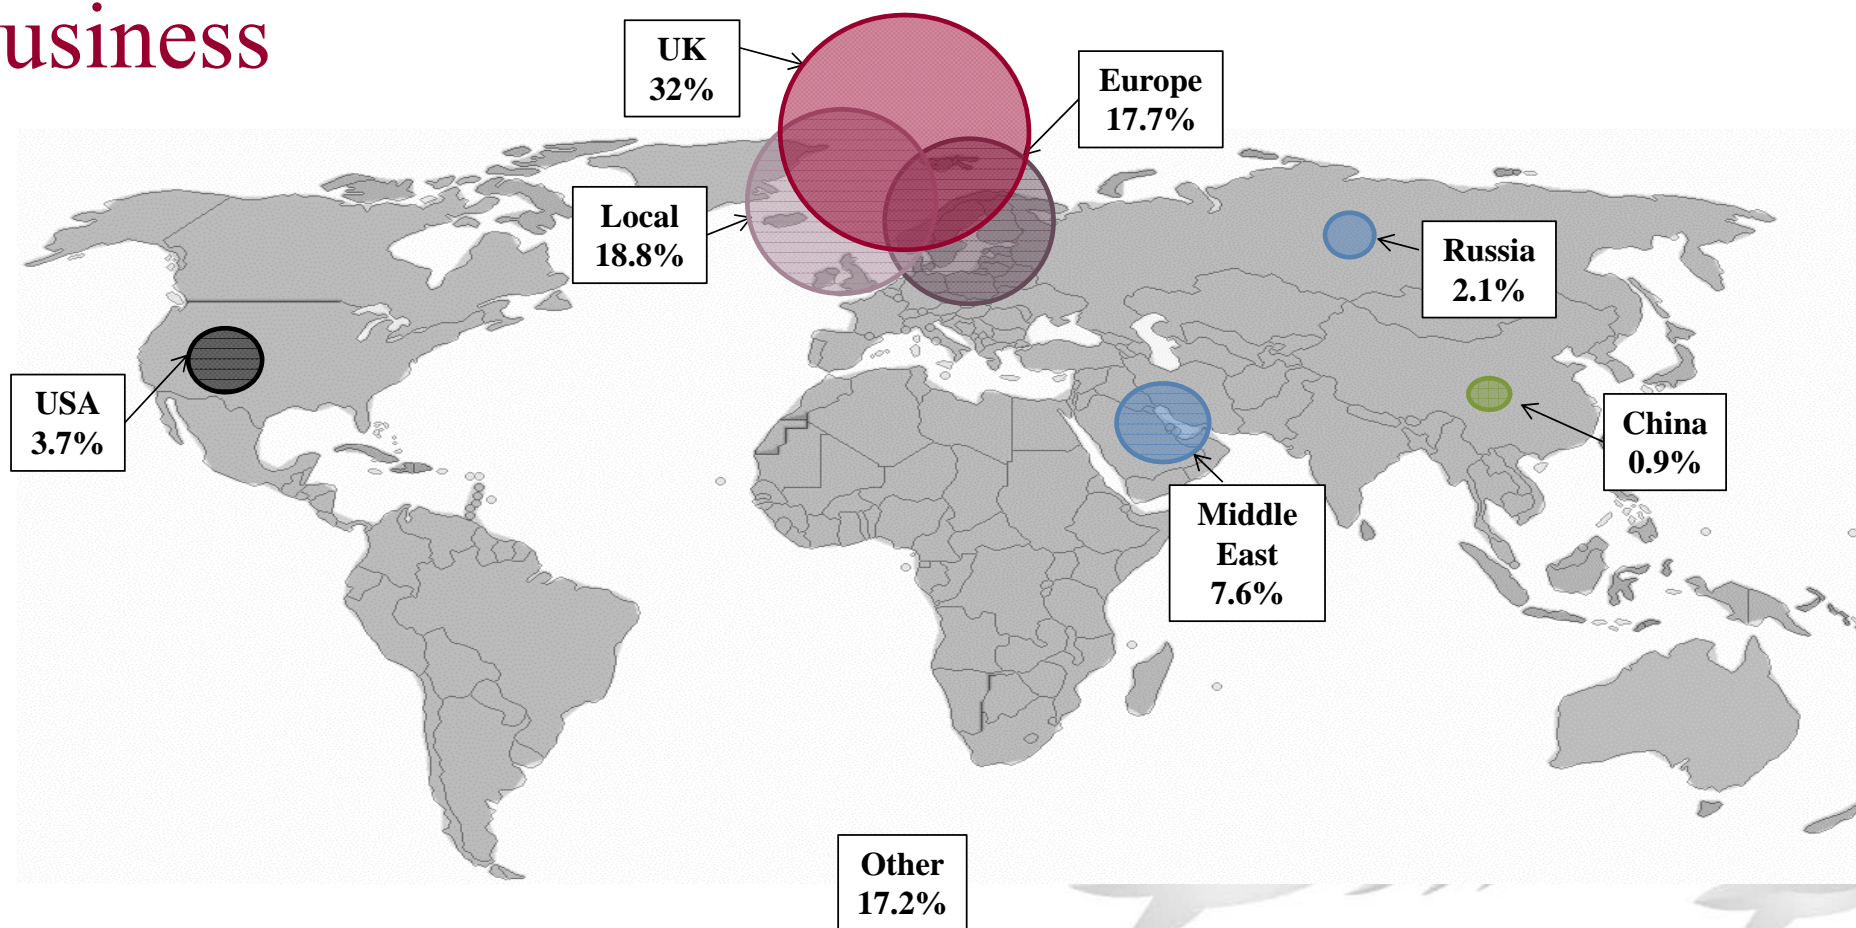 usiness
UK
32%
Europe
17.7%
Local
18.8%
Russia
2.1%
USA
3.7%
China
0.9%
Middle
East
7.6%
Other
17.2%